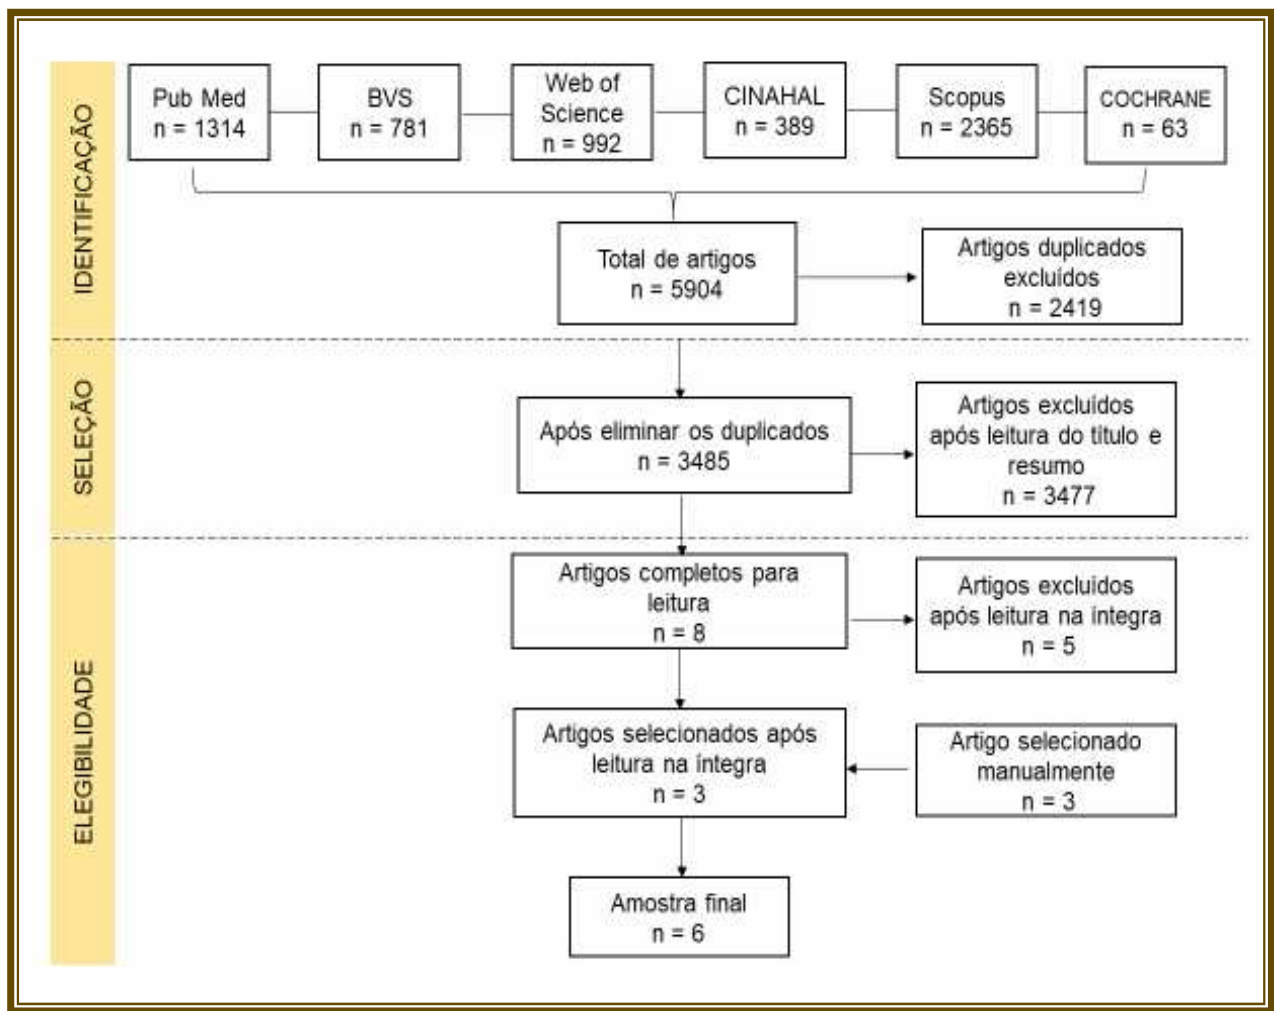 IDENTIFICAÇÃO
Pub Med
n = 1314
BVS
n = 781
Web of
Science
n = 992
CINAHAL
n = 389
Scopus
n = 2365
COCHRANE
n = 63
Total de artigos
n = 5904
Artigos duplicados
excluídos
n = 2419
SELEÇÃO
Após eliminar os duplicados
n = 3485
Artigos excluídos
após leitura do título e
resumo
n = 3477
ELEGIBILIDADE
Artigos completos para
leitura
n = 8
Artigos excluídos
após leitura na íntegra
n = 5
Artigos selecionados após
leitura na íntegra
n = 3
Artigo selecionado
manualmente
n = 3
Amostra final
n = 6